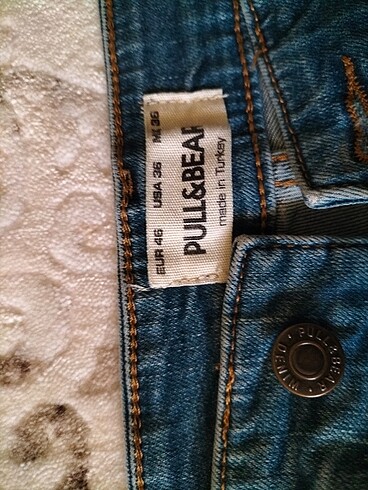 EUR 46 USA 36 MEX 36
PULL&BEAR
made in Turkey
PULL&BEAR